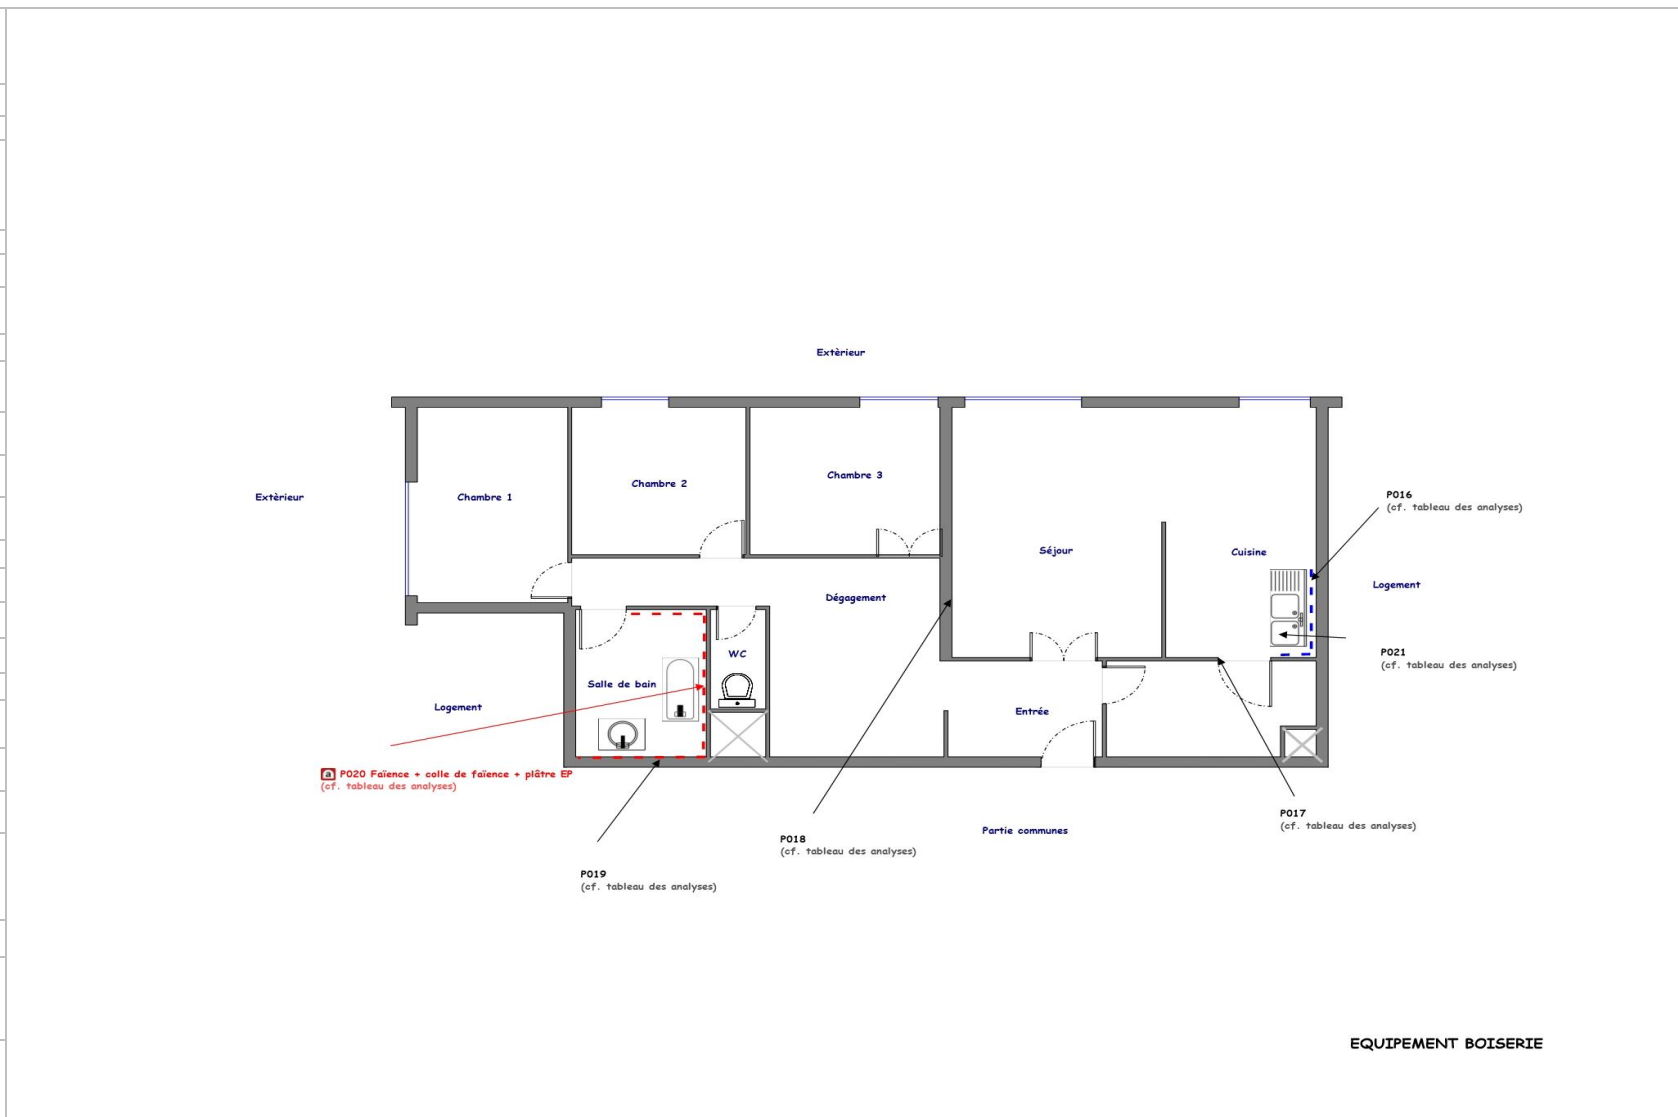 Extèrieur
Extèrieur
Chambre 1
Chambre 2
Chambre 3
Séjour
Cuisine
P016
(cf. tableau des analyses)
Logement
Dégagement
P021
(cf. tableau des analyses)
WC
Salle de bain
Logement
Entrée
a P020 Faïence + colle de faïence + plâtre EP
(cf. tableau des analyses)
P017
(cf. tableau des analyses)
Partie communes
P018
(cf. tableau des analyses)
P019
(cf. tableau des analyses)
EQUIPEMENT BOISERIE